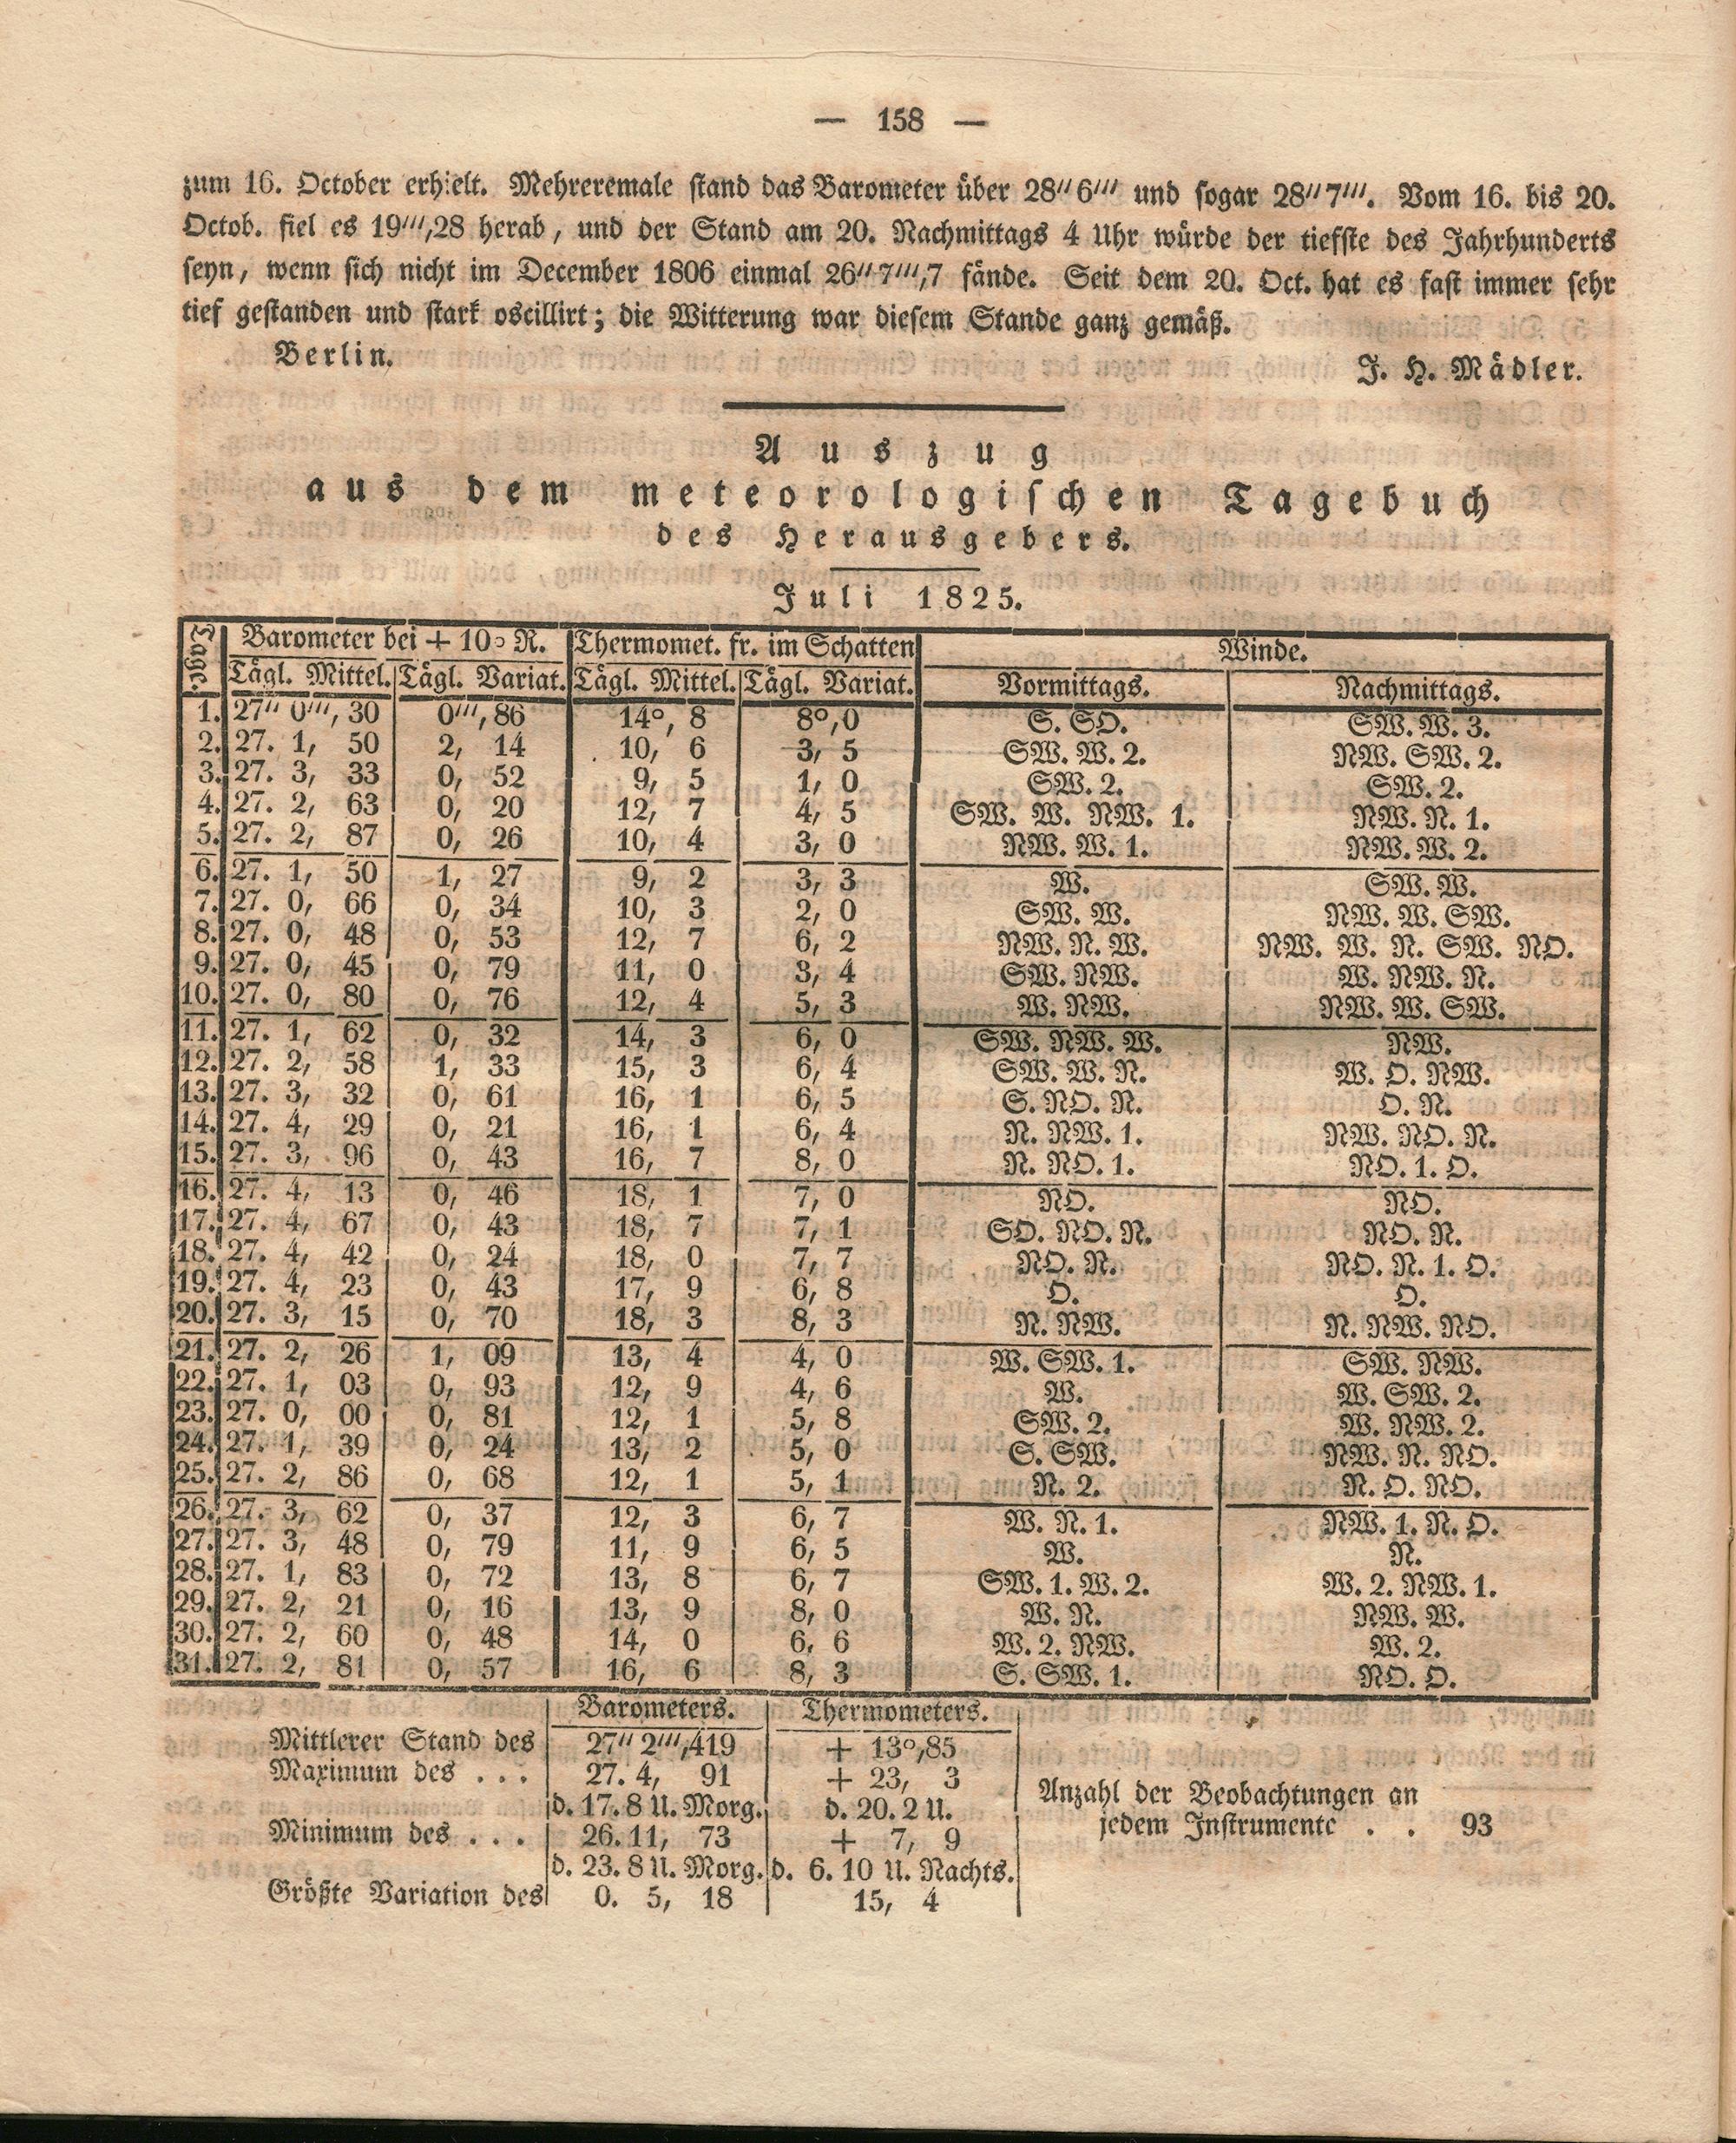 — 158 —
zum 16. October erhielt. Mehreremale stand das Barometer über 28″ 6‴ und sogar 28″ 7‴. Vom 16. bis 20.
Octob. fiel es 19‴,28 herab, und der Stand am 20. Nachmittags 4 Uhr würde der tiefste des Jahrhunderts
seyn, wenn sich nicht im December 1806 einmal 26″ 7‴,7 fände. Seit dem 20. Oct. hat es fast immer sehr
tief gestanden und stark oscillirt; die Witterung war diesem Stande ganz gemäß.
Berlin. J. H. Mädler.
Auszug
aus dem meteorologischen Tagebuch
des Herausgebers.
Juli 1825.
Tage. Barometer bei + 10° R. Thermomet. fr. im Schatten Winde.
Tägl. Mittel. Tägl. Variat. Tägl. Mittel. Tägl. Variat. Vormittags. Nachmittags.
1. 27″ 0‴, 30 0‴, 86 14°, 8 8°,0 S. SO. SW. W. 3.
2. 27. 1, 50 2, 14 10, 6 3, 5 SW. W. 2. NW. SW. 2.
3. 27. 3, 33 0, 52 9, 5 1, 0 SW. 2. SW. 2.
4. 27. 2, 63 0, 20 12, 7 4, 5 SW. W. NW. 1. NW. N. 1.
5. 27. 2, 87 0, 26 10, 4 3, 0 NW. W. 1. NW. W. 2.
6. 27. 1, 50 1, 27 9, 2 3, 3 W. SW. W.
7. 27. 0, 66 0, 34 10, 3 2, 0 SW. W. NW. W. SW.
8. 27. 0, 48 0, 53 12, 7 6, 2 NW. N. W. NW. W. N. SW. NO.
9. 27. 0, 45 0, 79 11, 0 3, 4 SW. NW. W. NW. N.
10. 27. 0, 80 0, 76 12, 4 5, 3 W. NW. NW. W. SW.
11. 27. 1, 62 0, 32 14, 3 6, 0 SW. NW. W. NW.
12. 27. 2, 58 1, 33 15, 3 6, 4 SW. W. N. W. O. NW.
13. 27. 3, 32 0, 61 16, 1 6, 5 S. NO. N. O. N.
14. 27. 4, 29 0, 21 16, 1 6, 4 N. NW. 1. NW. NO. N.
15. 27. 3, 96 0, 43 16, 7 8, 0 N. NO. 1. NO. 1. O.
16. 27. 4, 13 0, 46 18, 1 7, 0 NO. NO.
17. 27. 4, 67 0, 43 18, 7 7, 1 SO. NO. N. NO. N.
18. 27. 4, 42 0, 24 18, 0 7, 7 NO. N. NO. N. 1. O.
19. 27. 4, 23 0, 43 17, 9 6, 8 O. O.
20. 27. 3, 15 0, 70 18, 3 8, 3 N. NW. N. NW. NO.
21. 27. 2, 26 1, 09 13, 4 4, 0 W. SW. 1. SW. NW.
22. 27. 1, 03 0, 93 12, 9 4, 6 W. W. SW. 2.
23. 27. 0, 00 0, 81 12, 1 5, 8 SW. 2. W. NW. 2.
24. 27. 1, 39 0, 24 13, 2 5, 0 S. SW. NW. N. NO.
25. 27. 2, 86 0, 68 12, 1 5, 1 N. 2. N. O. NO.
26. 27. 3, 62 0, 37 12, 3 6, 7 W. N. 1. NW. 1. N. O.
27. 27. 3, 48 0, 79 11, 9 6, 5 W. N.
28. 27. 1, 83 0, 72 13, 8 6, 7 SW. 1. W. 2. W. 2. NW. 1.
29. 27. 2, 21 0, 16 13, 9 8, 0 W. N. NW. W.
30. 27. 2, 60 0, 48 14, 0 6, 6 W. 2. NW. W. 2.
31. 27. 2, 81 0, 57 16, 6 8, 3 S. SW. 1. NO. O.
Barometers. Thermometers.
Mittlerer Stand des 27″ 2‴,419 + 13°,85
Maximum des . . . 27. 4, 91 + 23, 3
d. 17. 8 U. Morg. d. 20. 2 U.
Minimum des . . . 26. 11, 73 + 7, 9
d. 23. 8 U. Morg. d. 6. 10 U. Nachts.
Größte Variation des 0. 5, 18 15, 4
Anzahl der Beobachtungen an
jedem Instrumente . . 93